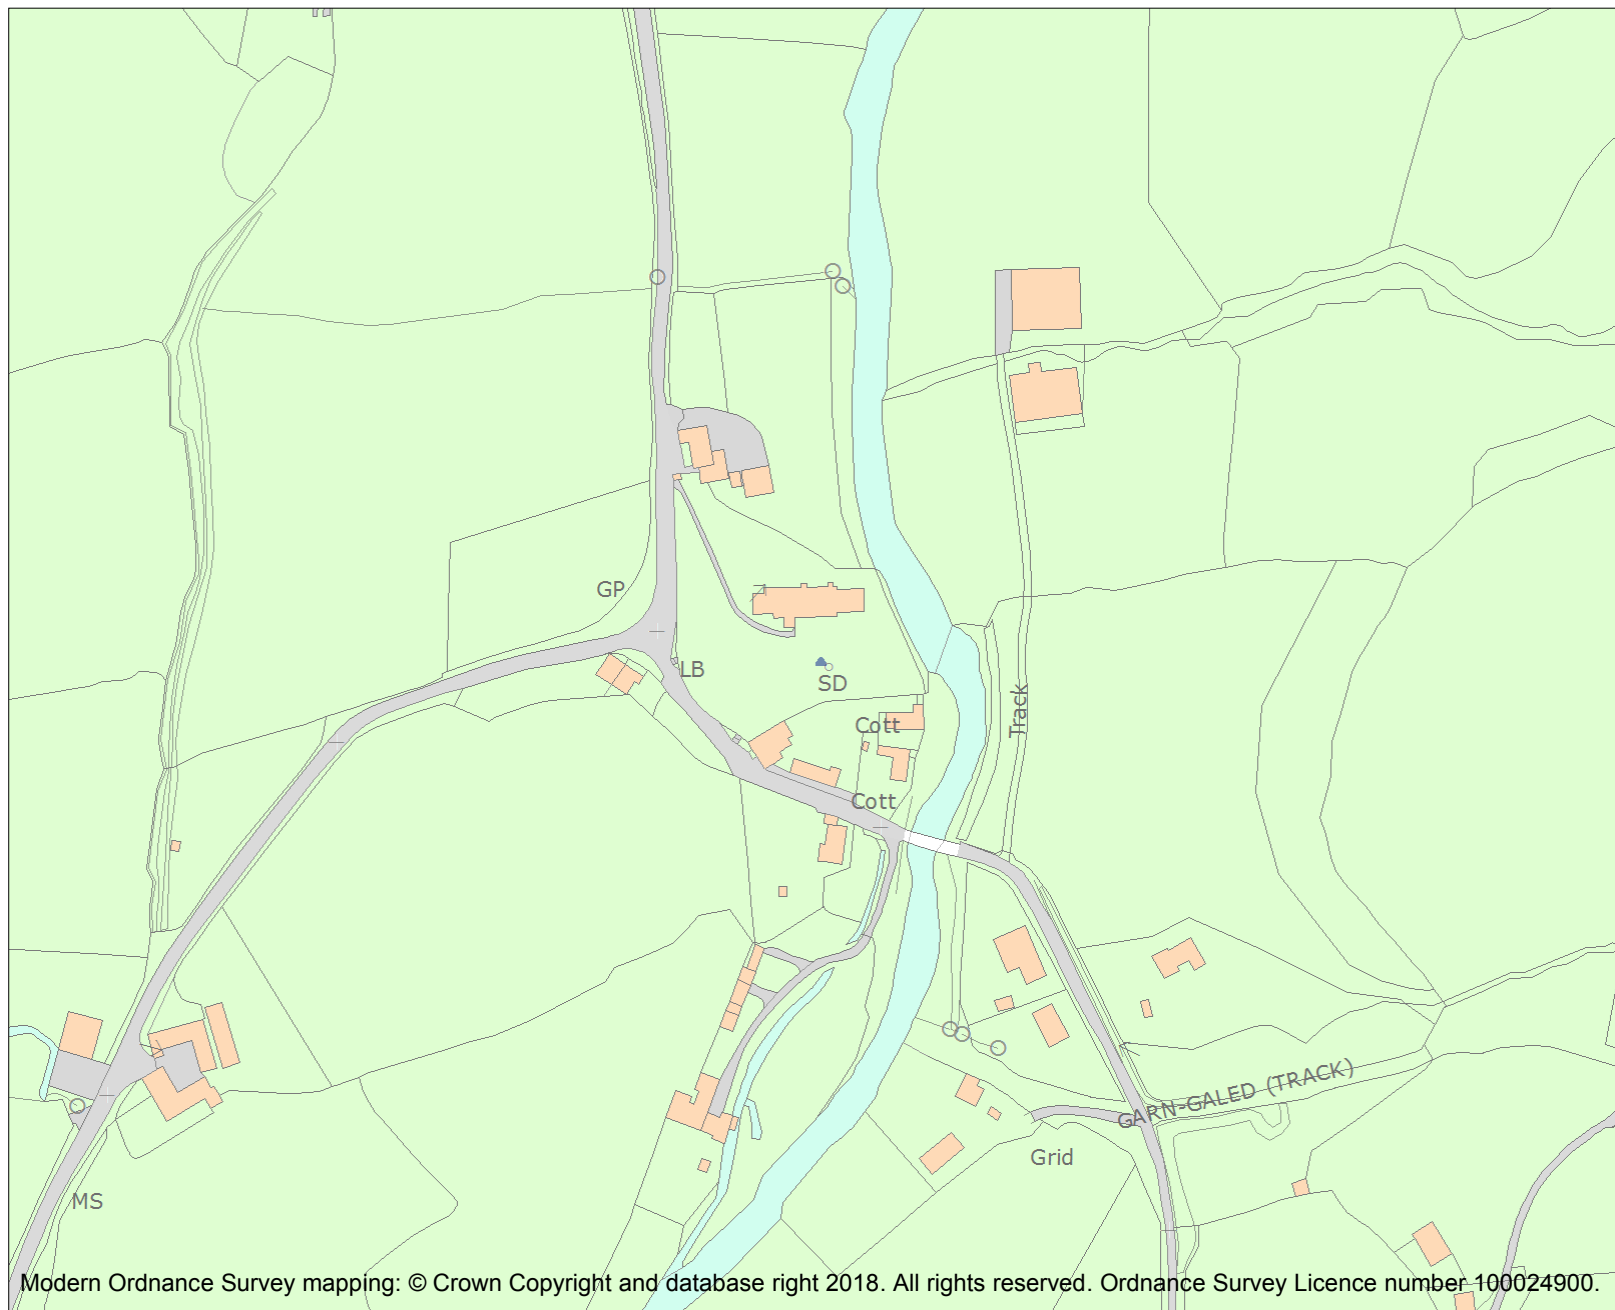 GP
LB
SD
Track
Cott
Cott
GARN-GALED (TRACK)
Grid
MS
Modern Ordnance Survey mapping: © Crown Copyright and database right 2018. All rights reserved. Ordnance Survey Licence number 100024900.